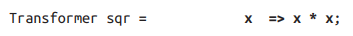 Transformer sqr =            x  => x * x;